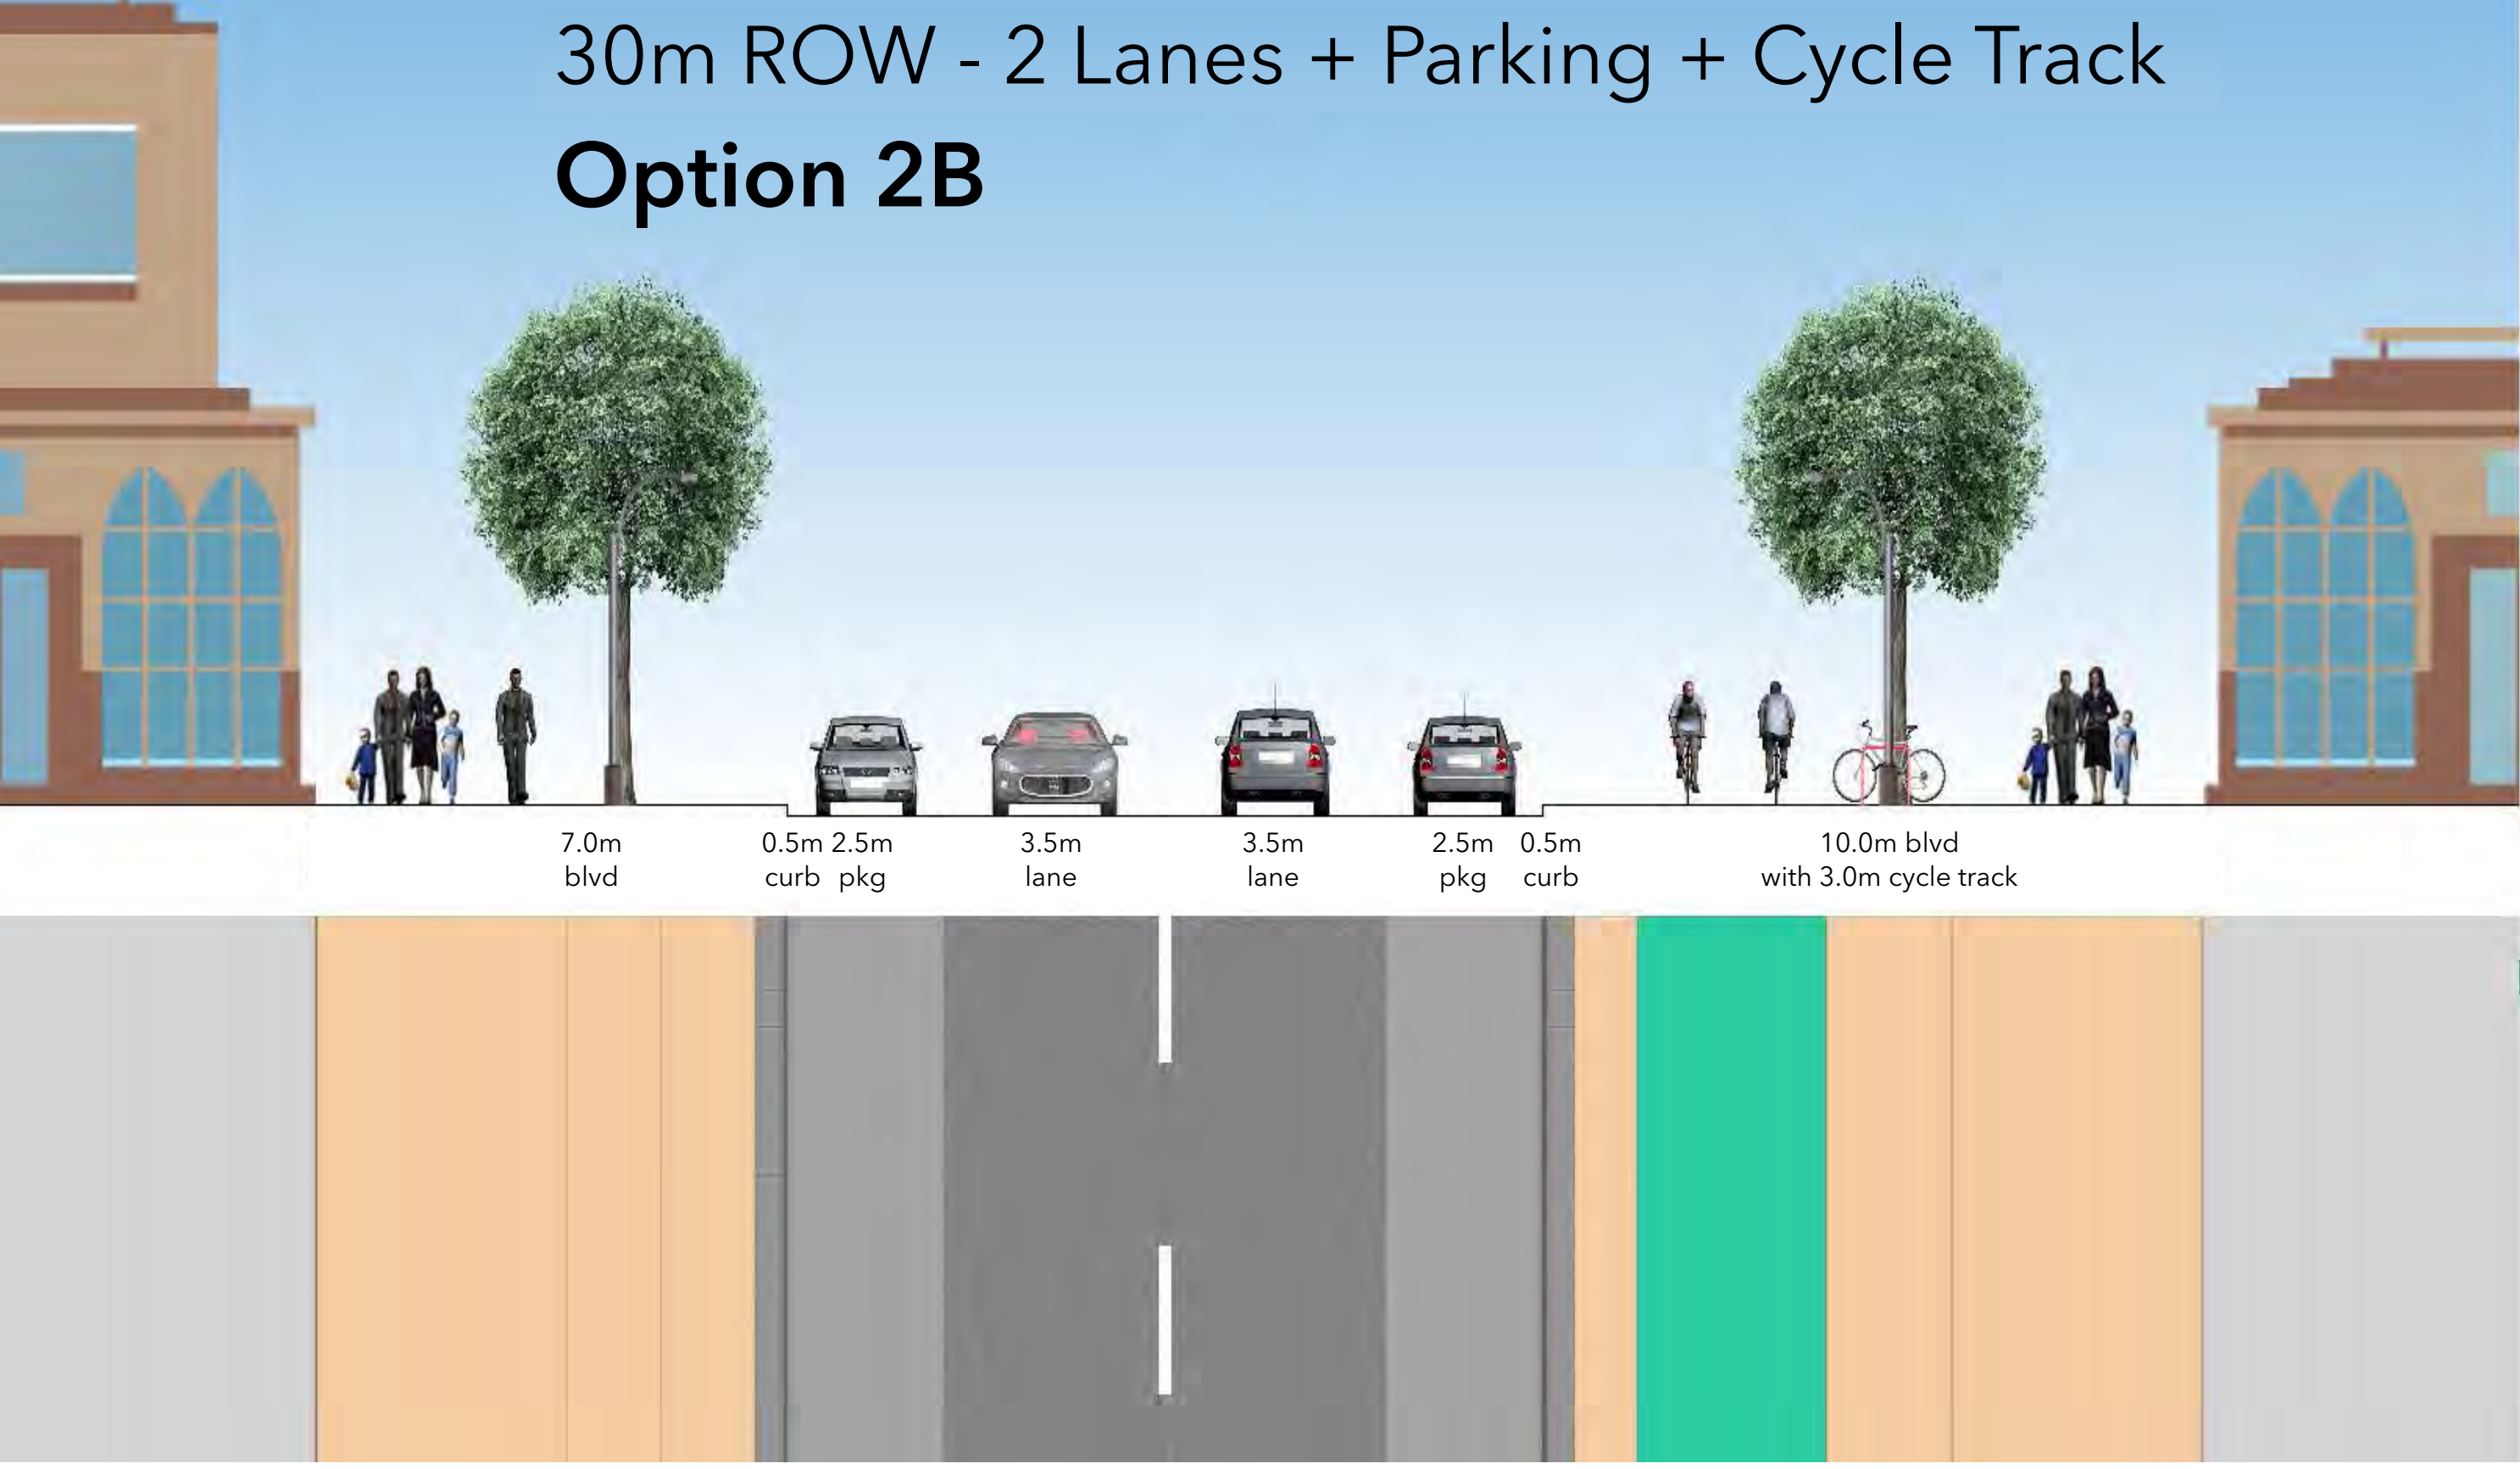 30m ROW - 2 Lanes + Parking + Cycle Track
Option 2B
7.0m
blvd
0.5m
curb
2.5m
pkg
3.5m
lane
3.5m
lane
2.5m
pkg
0.5m
curb
10.0m blvd
with 3.0m cycle track